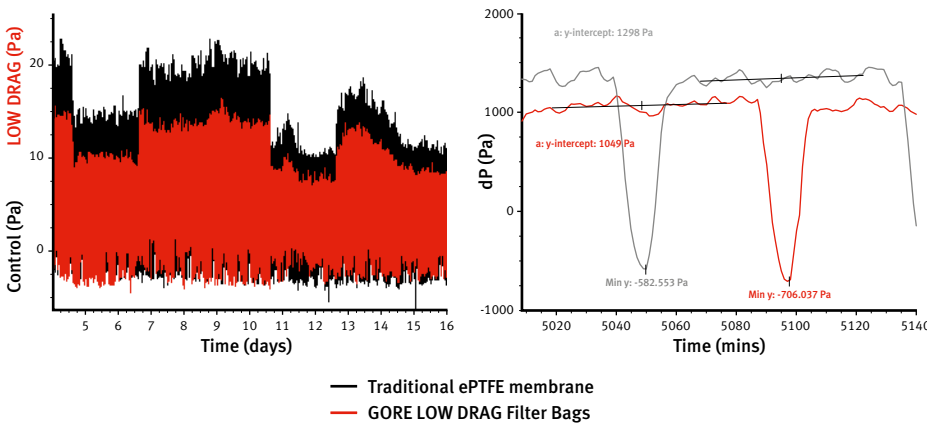 LOW DRAG (Pa)
Control (Pa)
20
10
0
5 6 7 8 9 10 11 12 13 14 15 16
Time (days)
2000
1000
0
-1000
dP (Pa)
a: y-intercept: 1298 Pa
a: y-intercept: 1049 Pa
Min y: -582.553 Pa
Min y: -706.037 Pa
5020 5040 5060 5080 5100 5120 5140
Time (mins)
Traditional ePTFE membrane
GORE LOW DRAG Filter Bags